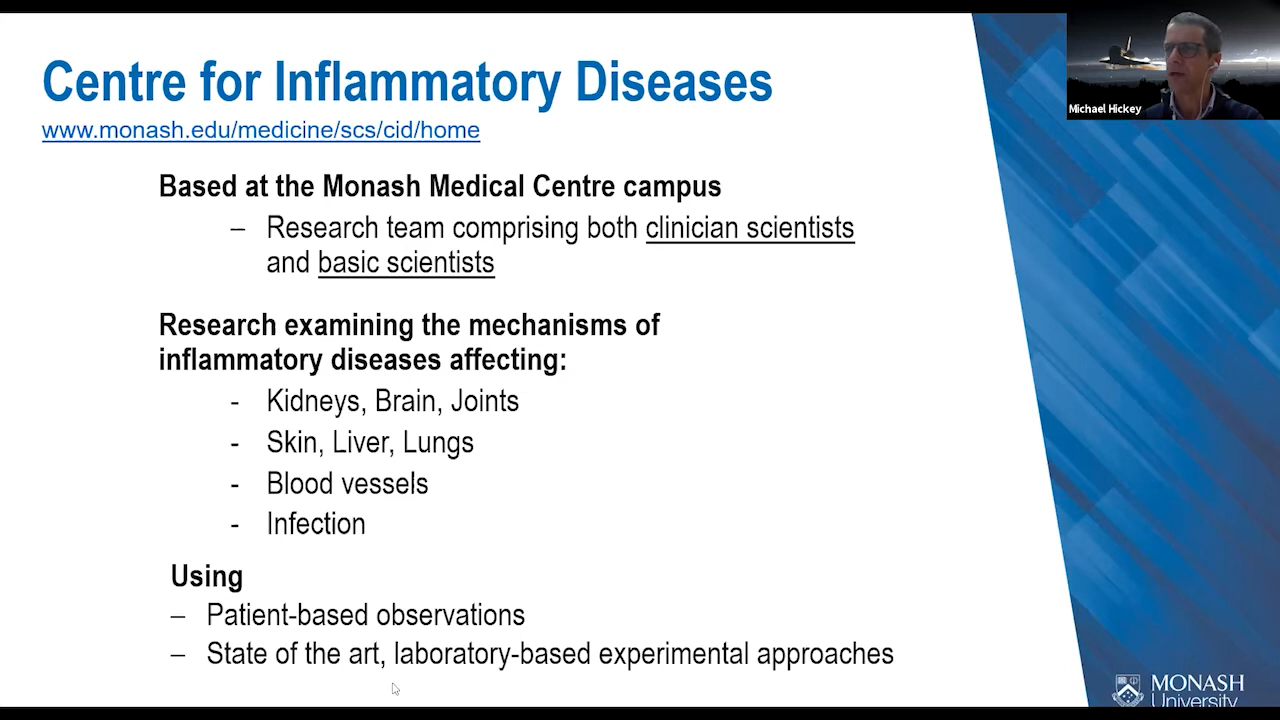 Centre for Inflammatory Diseases
www.monash.edu/medicine/scs/cid/home
Michael Hickey
Based at the Monash Medical Centre campus
– Research team comprising both clinician scientists
and basic scientists
Research examining the mechanisms of
inflammatory diseases affecting:
- Kidneys, Brain, Joints
- Skin, Liver, Lungs
- Blood vessels
- Infection
Using
– Patient-based observations
– State of the art, laboratory-based experimental approaches
MONASH
University